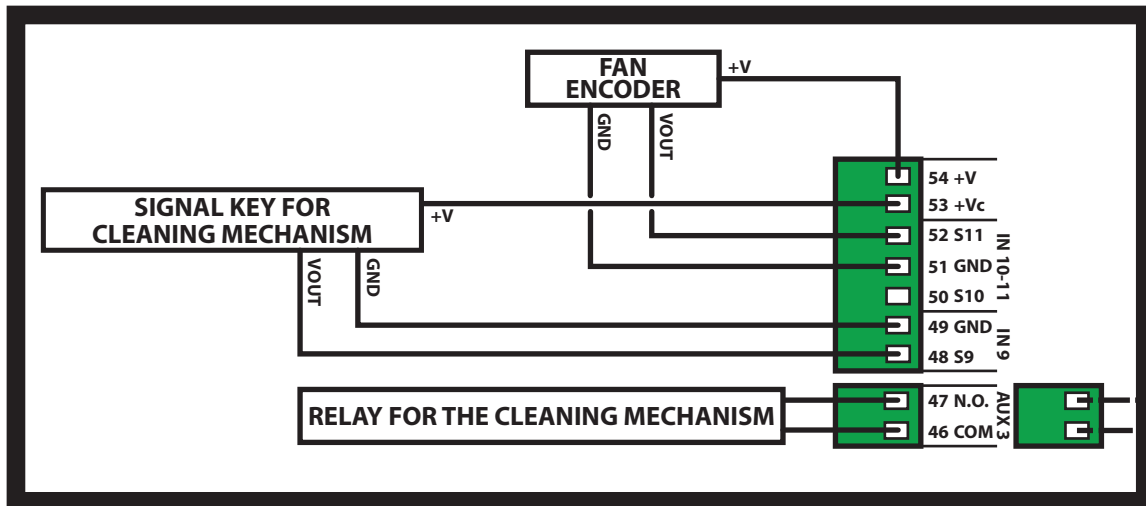 FAN
ENCODER
+V
GND
VOUT
SIGNAL KEY FOR
CLEANING MECHANISM
+V
VOUT
GND
54 +V
53 +Vc
52 S11
51 GND
50 S10
IN 10-11
49 GND
48 S9
IN 9
RELAY FOR THE CLEANING MECHANISM
47 N.O.
46 COM
AUX 3